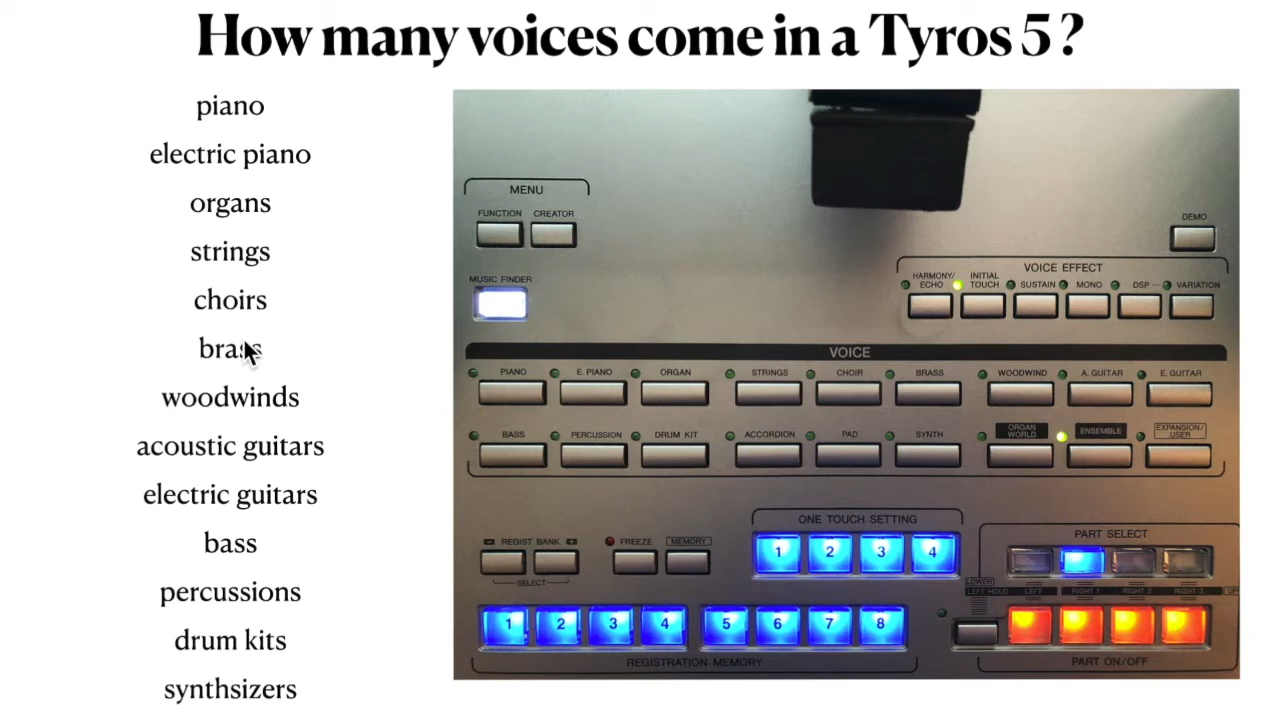 How many voices come in a Tyros 5?
piano
electric piano
organs
strings
choirs
brass
woodwinds
acoustic guitars
electric guitars
bass
percussions
drum kits
synthsizers
MENU
FUNCTION CREATOR
DEMO
MUSIC FINDER
VOICE EFFECT
HARMONY/ ECHO INITIAL TOUCH SUSTAIN MONO DSP VARIATION
VOICE
PIANO E. PIANO ORGAN STRINGS CHOIR BRASS WOODWIND A. GUITAR E. GUITAR
BASS PERCUSSION DRUM KIT ACCORDION PAD SYNTH ORGAN WORLD ENSEMBLE EXPANSION/ USER
ONE TOUCH SETTING
1 2 3 4
PART SELECT
REGIST BANK FREEZE MEMORY
SELECT
LOWER
LEFT HOLD LEFT RIGHT 1 RIGHT 2 RIGHT 3
1 2 3 4 5 6 7 8
REGISTRATION MEMORY
PART ON/OFF